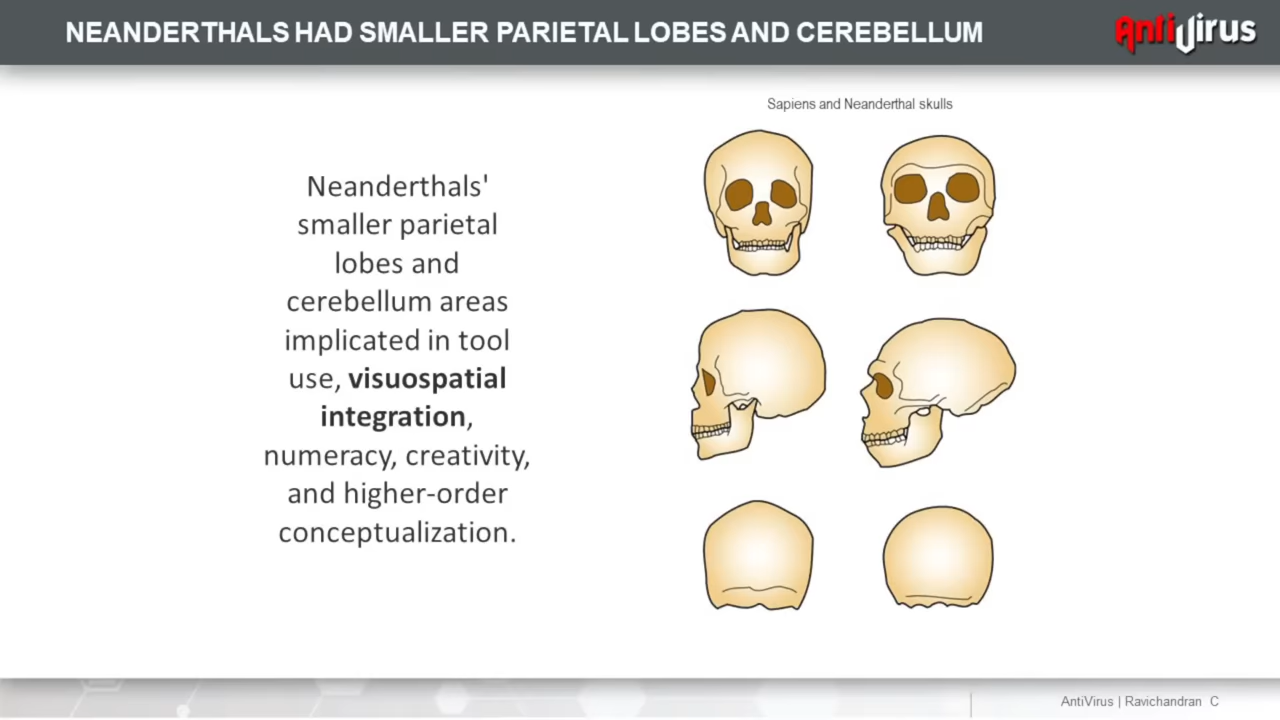 NEANDERTHALS HAD SMALLER PARIETAL LOBES AND CEREBELLUM
AntiVirus
Sapiens and Neanderthal skulls
Neanderthals'
smaller parietal
lobes and
cerebellum areas
implicated in tool
use, visuospatial
integration,
numeracy, creativity,
and higher-order
conceptualization.
AntiVirus | Ravichandran C